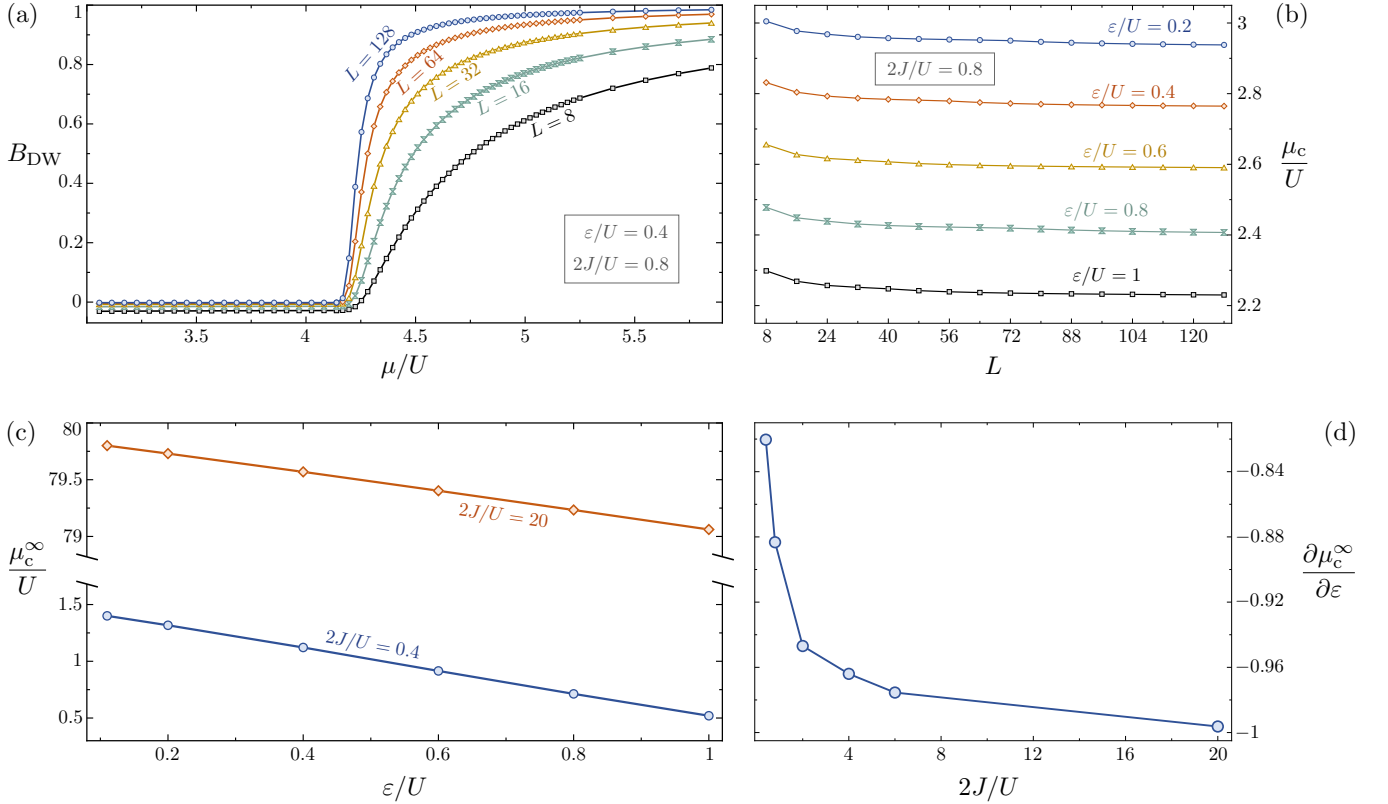 (a)
B_DW
1
0.8
0.6
0.4
0.2
0
L = 128
L = 64
L = 32
L = 16
L = 8
ε/U = 0.4
2J/U = 0.8
3.5
4
4.5
5
5.5
μ/U
(b)
ε/U = 0.2
2J/U = 0.8
ε/U = 0.4
ε/U = 0.6
ε/U = 0.8
ε/U = 1
3
2.8
2.6
2.4
2.2
μ_c
U
8
24
40
56
72
88
104
120
L
(c)
80
79.5
79
1.5
1
0.5
μ_c^∞
U
2J/U = 20
2J/U = 0.4
0.2
0.4
0.6
0.8
1
ε/U
(d)
−0.84
−0.88
−0.92
−0.96
−1
∂μ_c^∞
∂ε
4
8
12
16
20
2J/U